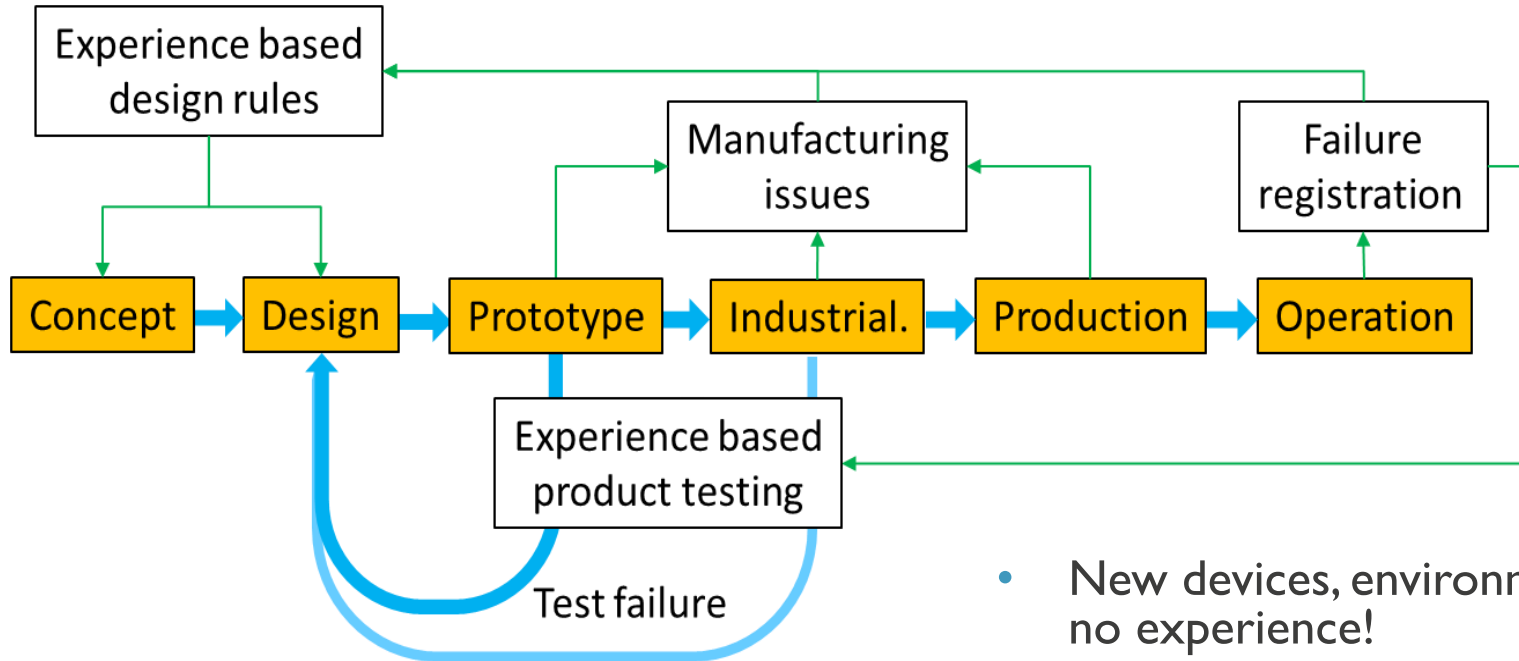 Experience based
design rules
Manufacturing
issues
Failure
registration
Concept
Design
Prototype
Industrial.
Production
Operation
Experience based
product testing
Test failure
• New devices,
no experience!